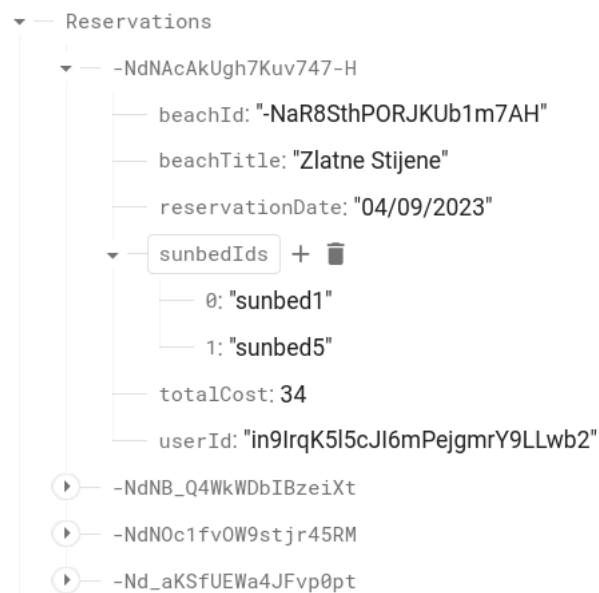 Reservations
-NdNAcAkUgh7Kuv747-H
beachId: "-NaR8SthPORJKUb1m7AH"
beachTitle: "Zlatne Stijene"
reservationDate: "04/09/2023"
sunbedIds +
0: "sunbed1"
1: "sunbed5"
totalCost: 34
userId: "in9IrqK5l5cJI6mPejgmrY9LLwb2"
-NdNB_Q4WkWDbIBzeiXt
-NdNOc1fvOW9stjr45RM
-Nd_aKSfUEWa4JFvp0pt